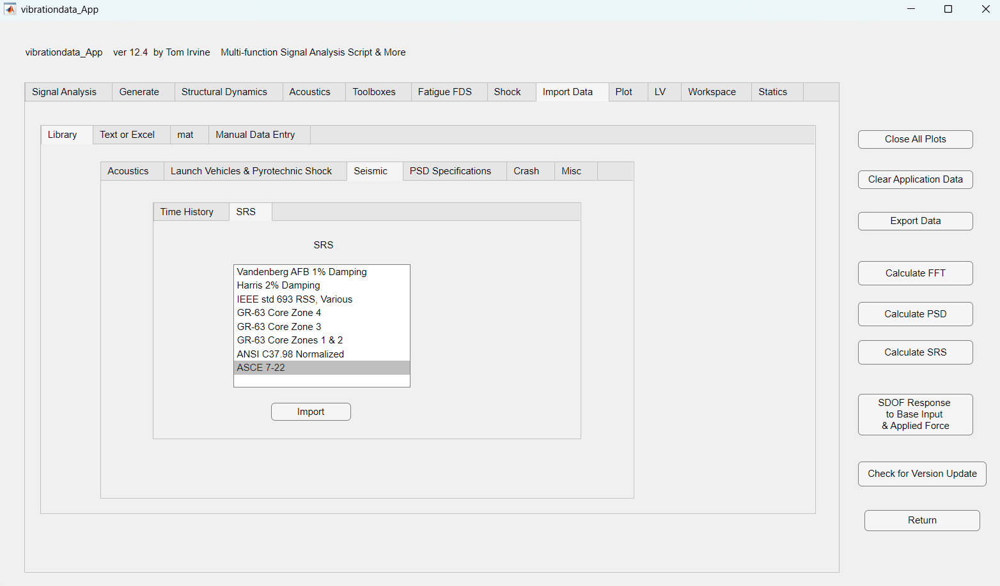 vibrationdata_App
vibrationdata_App ver 12.4 by Tom Irvine Multi-function Signal Analysis Script & More
Signal Analysis Generate Structural Dynamics Acoustics Toolboxes Fatigue FDS Shock Import Data Plot LV Workspace Statics
Library Text or Excel mat Manual Data Entry
Acoustics Launch Vehicles & Pyrotechnic Shock Seismic PSD Specifications Crash Misc
Time History SRS
SRS
Vandenberg AFB 1% Damping
Harris 2% Damping
IEEE std 693 RSS, Various
GR-63 Core Zone 4
GR-63 Core Zone 3
GR-63 Core Zones 1 & 2
ANSI C37.98 Normalized
ASCE 7-22
Import
Close All Plots
Clear Application Data
Export Data
Calculate FFT
Calculate PSD
Calculate SRS
SDOF Response
to Base Input
& Applied Force
Check for Version Update
Return